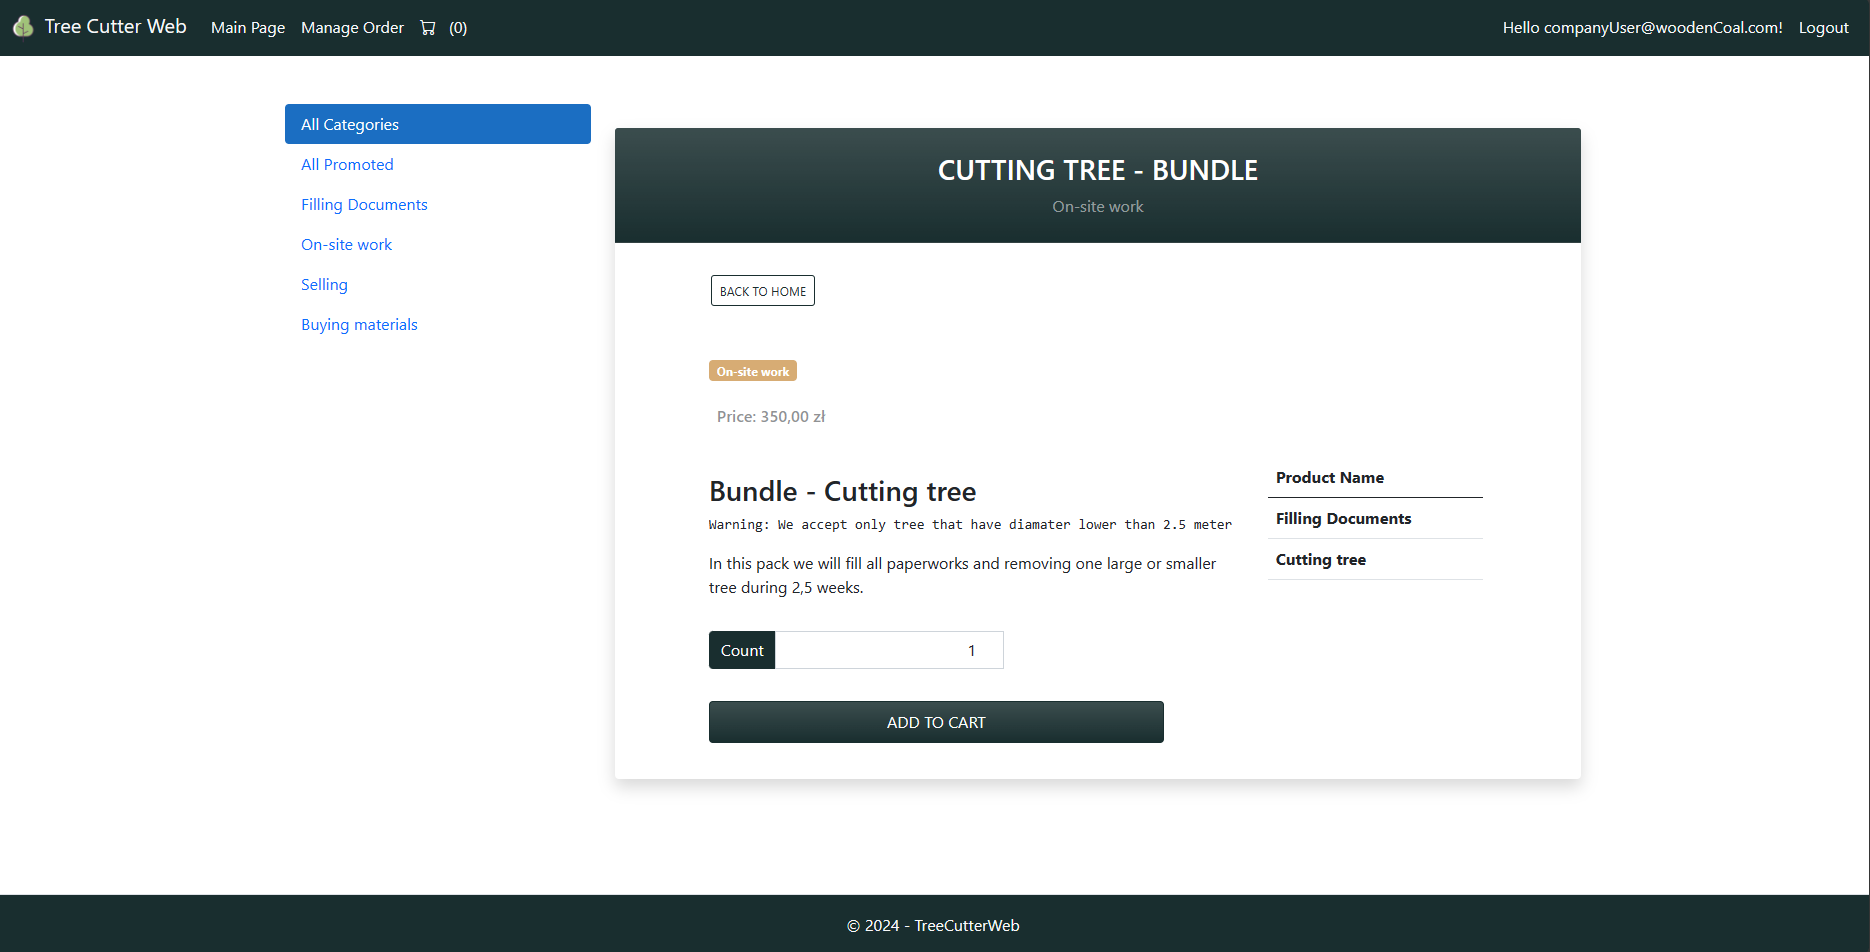 Tree Cutter Web Main Page Manage Order (0) Hello companyUser@woodenCoal.com! Logout
All Categories
All Promoted
Filling Documents
On-site work
Selling
Buying materials
CUTTING TREE - BUNDLE
On-site work
BACK TO HOME
On-site work
Price: 350,00 zł
Bundle - Cutting tree
Warning: We accept only tree that have diamater lower than 2.5 meter
In this pack we will fill all paperworks and removing one large or smaller
tree during 2,5 weeks.
Product Name
Filling Documents
Cutting tree
Count 1
ADD TO CART
© 2024 - TreeCutterWeb